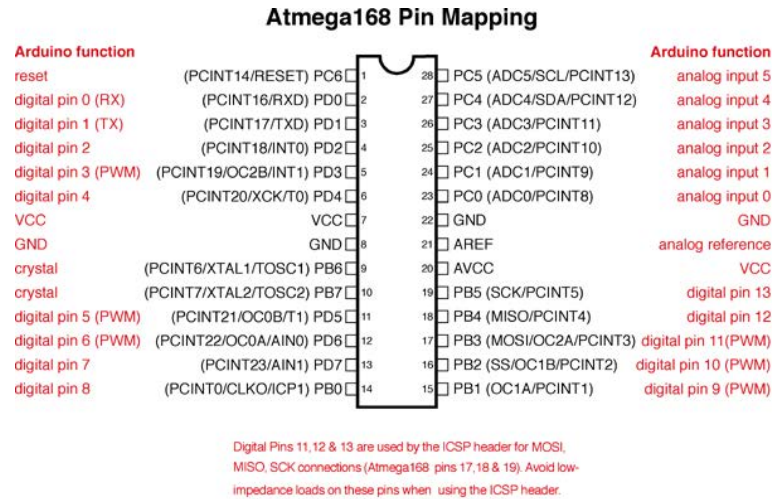 Atmega168 Pin Mapping
Arduino function Arduino function
reset (PCINT14/RESET) PC6 1 28 PC5 (ADC5/SCL/PCINT13) analog input 5
digital pin 0 (RX) (PCINT16/RXD) PD0 2 27 PC4 (ADC4/SDA/PCINT12) analog input 4
digital pin 1 (TX) (PCINT17/TXD) PD1 3 26 PC3 (ADC3/PCINT11) analog input 3
digital pin 2 (PCINT18/INT0) PD2 4 25 PC2 (ADC2/PCINT10) analog input 2
digital pin 3 (PWM) (PCINT19/OC2B/INT1) PD3 5 24 PC1 (ADC1/PCINT9) analog input 1
digital pin 4 (PCINT20/XCK/T0) PD4 6 23 PC0 (ADC0/PCINT8) analog input 0
VCC VCC 7 22 GND GND
GND GND 8 21 AREF analog reference
crystal (PCINT6/XTAL1/TOSC1) PB6 9 20 AVCC VCC
crystal (PCINT7/XTAL2/TOSC2) PB7 10 19 PB5 (SCK/PCINT5) digital pin 13
digital pin 5 (PWM) (PCINT21/OC0B/T1) PD5 11 18 PB4 (MISO/PCINT4) digital pin 12
digital pin 6 (PWM) (PCINT22/OC0A/AIN0) PD6 12 17 PB3 (MOSI/OC2A/PCINT3) digital pin 11(PWM)
digital pin 7 (PCINT23/AIN1) PD7 13 16 PB2 (SS/OC1B/PCINT2) digital pin 10 (PWM)
digital pin 8 (PCINT0/CLKO/ICP1) PB0 14 15 PB1 (OC1A/PCINT1) digital pin 9 (PWM)
Digital Pins 11,12 & 13 are used by the ICSP header for MOSI,
MISO, SCK connections (Atmega168 pins 17,18 & 19). Avoid low-
impedance loads on these pins when using the ICSP header.